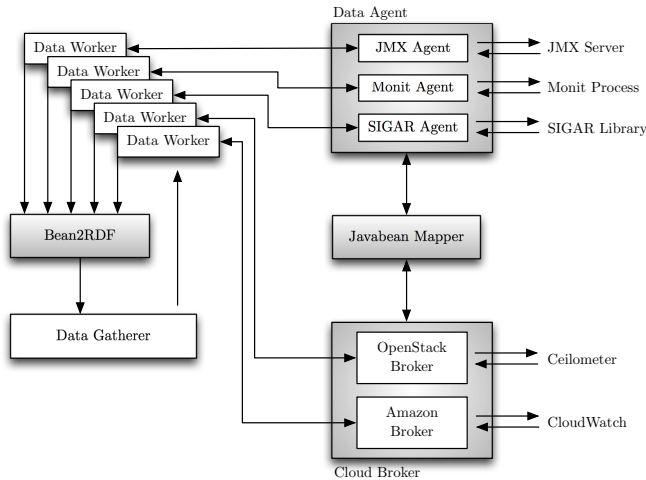 Data Agent
Data Worker
JMX Agent
JMX Server
Data Worker
Monit Agent
Monit Process
Data Worker
Data Worker
SIGAR Agent
SIGAR Library
Data Worker
Bean2RDF
Javabean Mapper
Data Gatherer
OpenStack
Broker
Ceilometer
Amazon
Broker
CloudWatch
Cloud Broker